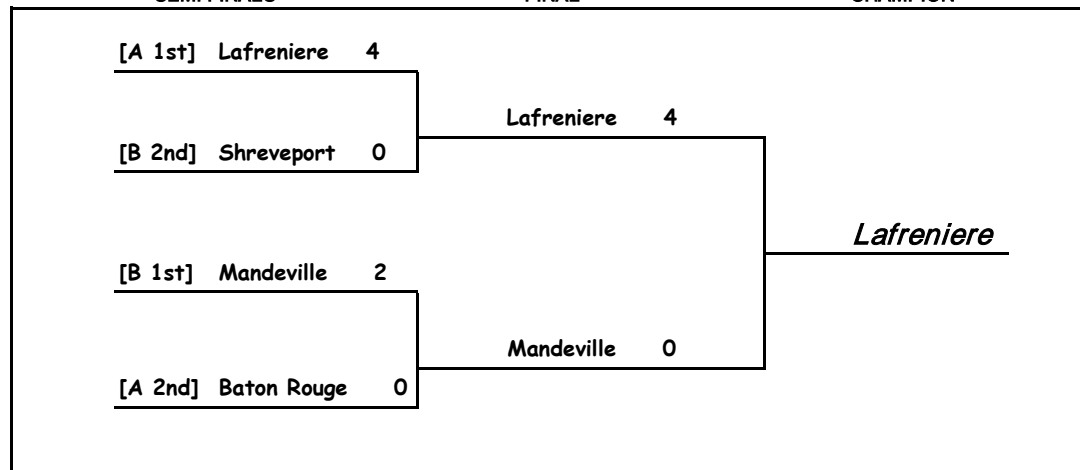 [A 1st] Lafreniere 4
Lafreniere 4
[B 2nd] Shreveport 0
Lafreniere
[B 1st] Mandeville 2
Mandeville 0
[A 2nd] Baton Rouge 0